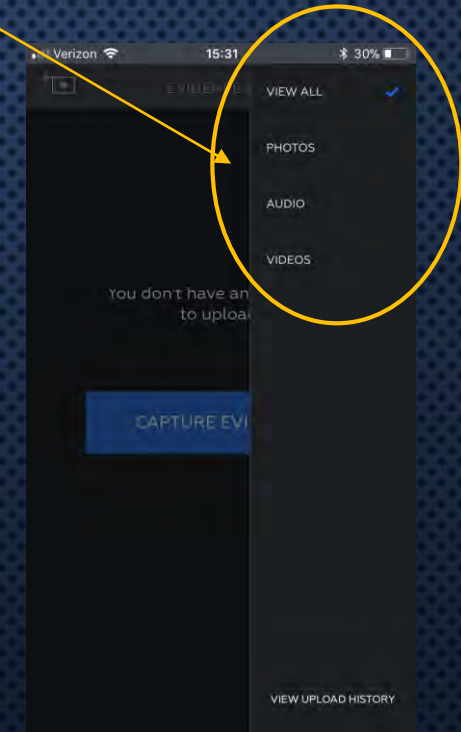 Verizon 15:31 30%
VIEW ALL
PHOTOS
AUDIO
VIDEOS
You don't have an
to uploa
CAPTURE EVI
VIEW UPLOAD HISTORY